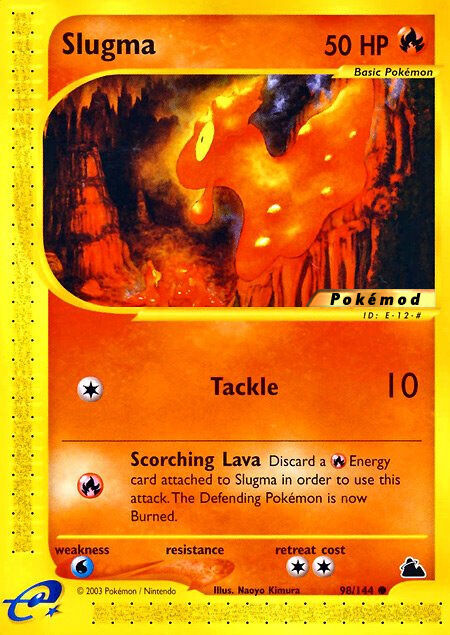 Slugma 50 HP
Basic Pokémon
Pokémod
ID: E-12-#
Tackle 10
Scorching Lava Discard a Energy
card attached to Slugma in order to use this
attack. The Defending Pokémon is now
Burned.
weakness resistance retreat cost
© 2003 Pokémon / Nintendo Illus. Naoyo Kimura 98/144
e